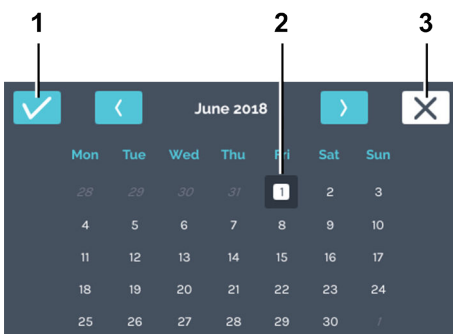 1 2 3
June 2018
Mon Tue Wed Thu Fri Sat Sun
28 29 30 31 1 2 3
4 5 6 7 8 9 10
11 12 13 14 15 16 17
18 19 20 21 22 23 24
25 26 27 28 29 30 1